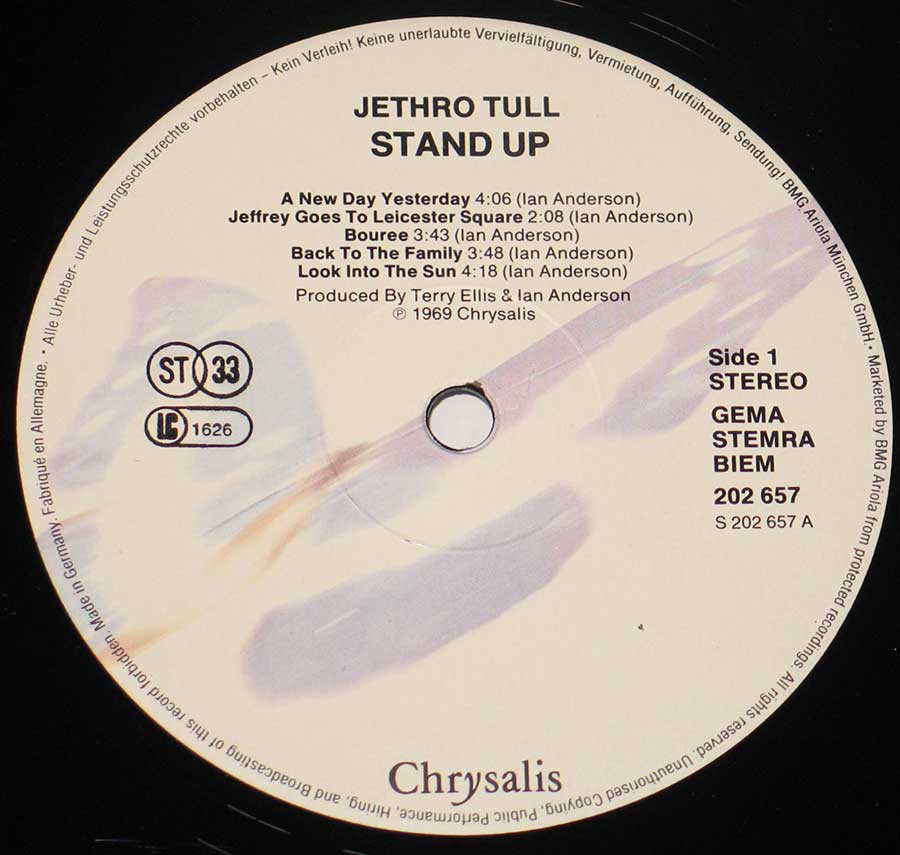 JETHRO TULL
STAND UP
A New Day Yesterday 4:06 (Ian Anderson)
Jeffrey Goes To Leicester Square 2:08 (Ian Anderson)
Bouree 3:43 (Ian Anderson)
Back To The Family 3:48 (Ian Anderson)
Look Into The Sun 4:18 (Ian Anderson)
Produced By Terry Ellis & Ian Anderson
℗ 1969 Chrysalis
ST 33
LC 1626
Side 1
STEREO
GEMA
STEMRA
BIEM
202 657
S 202 657 A
Chrysalis
• Alle Urheber- und Leistungsschutzrechte vorbehalten – Kein Verleih! Keine unerlaubte Vervielfältigung, Vermietung, Aufführung, Sendung! BMG Ariola München GmbH. • Marketed by BMG Ariola from protected recordings. All rights reserved. Unauthorised Copying, Public Performance, Hiring, and Broadcasting of this record forbidden. Made in Germany. Fabriqué en Allemagne.